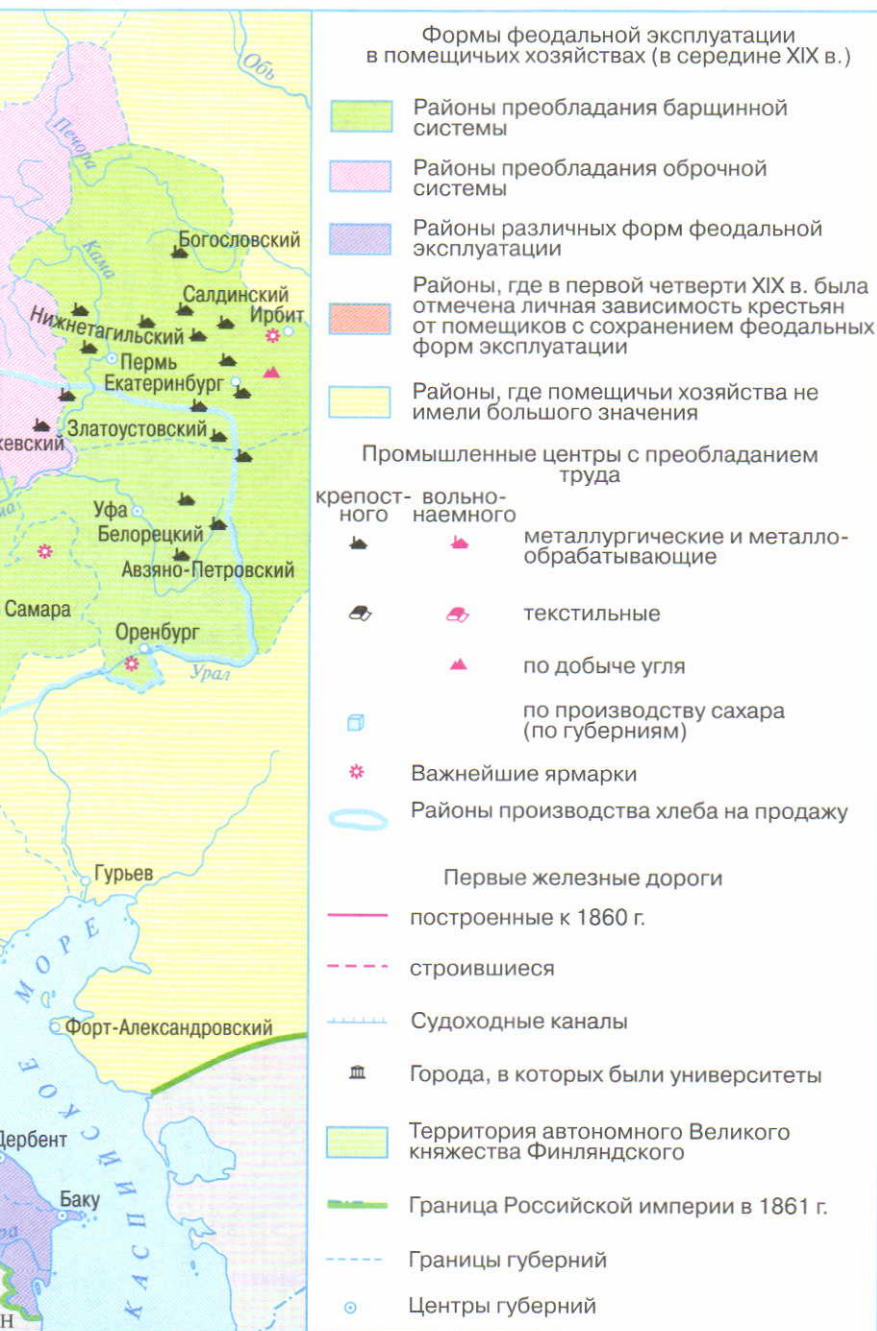 Обь
Печора
Кама
Богословский
Салдинский
Ирбит
Нижнетагильский
Пермь
Екатеринбург
Златоустовский
жевский
Уфа
Белорецкий
Авзяно-Петровский
Самара
Оренбург
Урал
Гурьев
КАСПИЙСКОЕ МОРЕ
Форт-Александровский
Дербент
Баку
Н
Формы феодальной эксплуатации
в помещичьих хозяйствах (в середине XIX в.)
Районы преобладания барщинной
системы
Районы преобладания оброчной
системы
Районы различных форм феодальной
эксплуатации
Районы, где в первой четверти XIX в. была
отмечена личная зависимость крестьян
от помещиков с сохранением феодальных
форм эксплуатации
Районы, где помещичьи хозяйства не
имели большого значения
Промышленные центры с преобладанием
труда
крепост- вольно-
ного наемного
металлургические и металло-
обрабатывающие
текстильные
по добыче угля
по производству сахара
(по губерниям)
Важнейшие ярмарки
Районы производства хлеба на продажу
Первые железные дороги
построенные к 1860 г.
строившиеся
Судоходные каналы
Города, в которых были университеты
Территория автономного Великого
княжества Финляндского
Граница Российской империи в 1861 г.
Границы губерний
Центры губерний